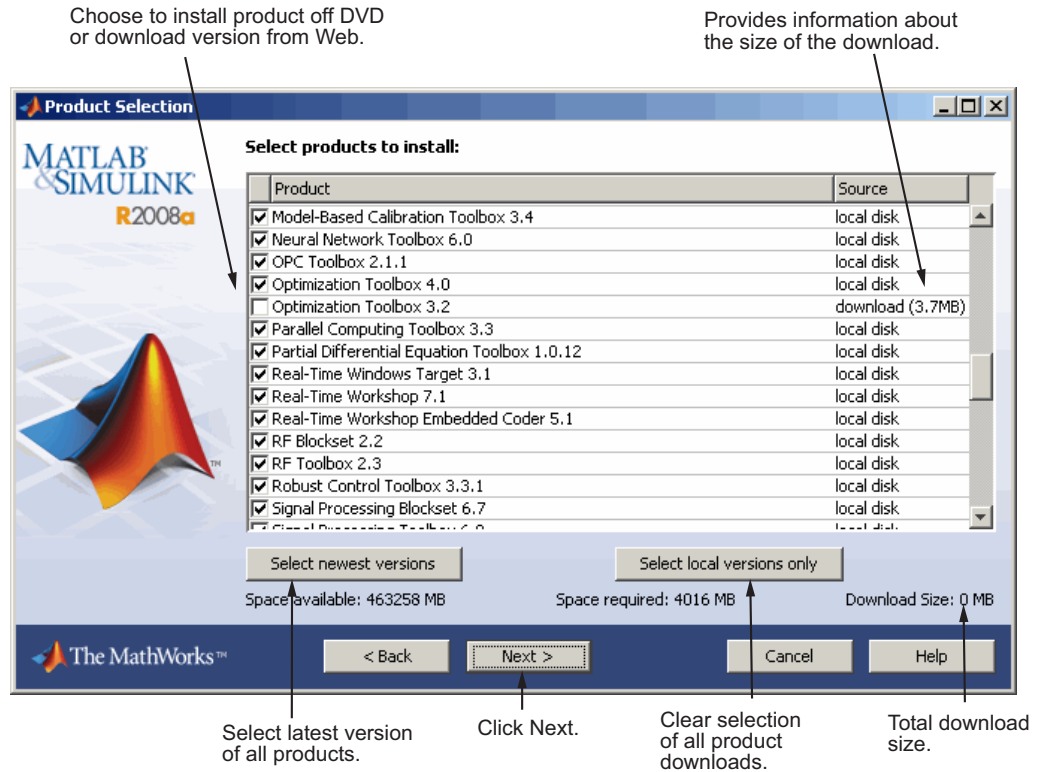 Choose to install product off DVD
or download version from Web.
Provides information about
the size of the download.
Product Selection
MATLAB
&SIMULINK
R2008a
Select products to install:
Product Source
Model-Based Calibration Toolbox 3.4 local disk
Neural Network Toolbox 6.0 local disk
OPC Toolbox 2.1.1 local disk
Optimization Toolbox 4.0 local disk
Optimization Toolbox 3.2 download (3.7MB)
Parallel Computing Toolbox 3.3 local disk
Partial Differential Equation Toolbox 1.0.12 local disk
Real-Time Windows Target 3.1 local disk
Real-Time Workshop 7.1 local disk
Real-Time Workshop Embedded Coder 5.1 local disk
RF Blockset 2.2 local disk
RF Toolbox 2.3 local disk
Robust Control Toolbox 3.3.1 local disk
Signal Processing Blockset 6.7 local disk
Signal Processing Toolbox local disk
TM
Select newest versions Select local versions only
Space available: 463258 MB Space required: 4016 MB Download Size: 0 MB
The MathWorks™ < Back Next > Cancel Help
Select latest version
of all products.
Click Next.
Clear selection
of all product
downloads.
Total download
size.